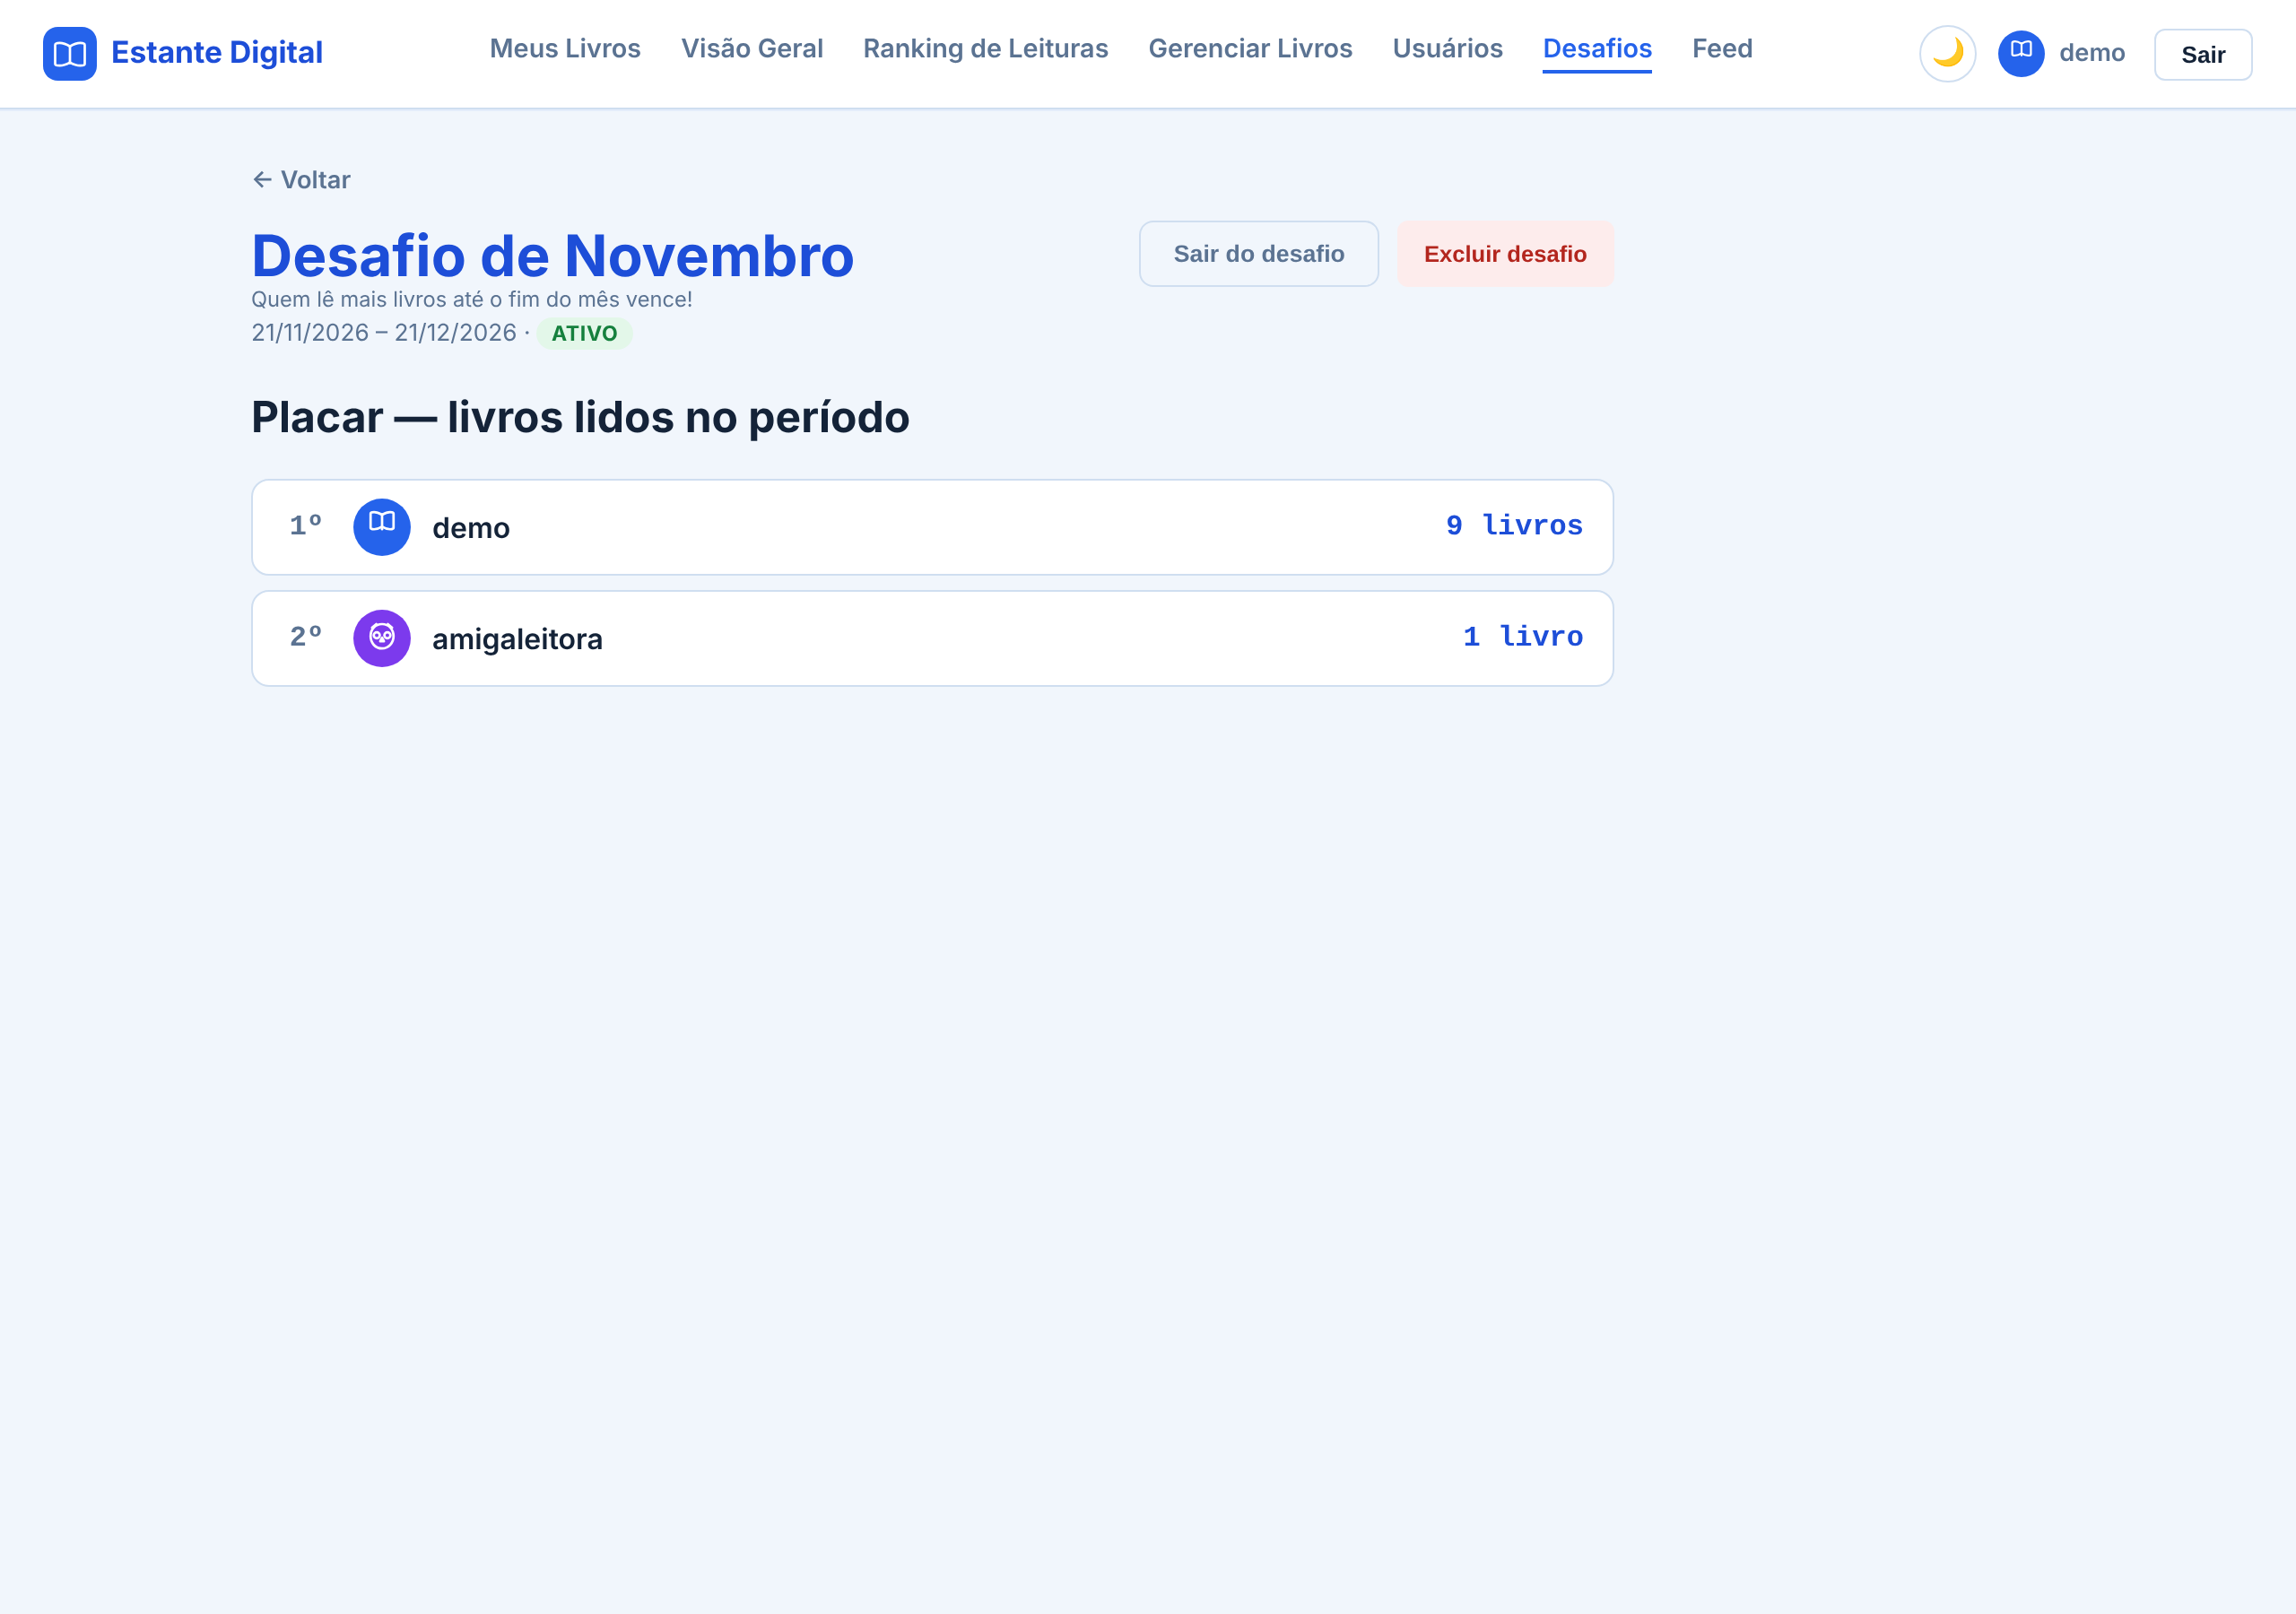 Estante Digital
Meus Livros
Visão Geral
Ranking de Leituras
Gerenciar Livros
Usuários
Desafios
Feed
demo
Sair
← Voltar
Desafio de Novembro
Sair do desafio
Excluir desafio
Quem lê mais livros até o fim do mês vence!
21/11/2026 – 21/12/2026 · ATIVO
Placar — livros lidos no período
1º demo 9 livros
2º amigaleitora 1 livro